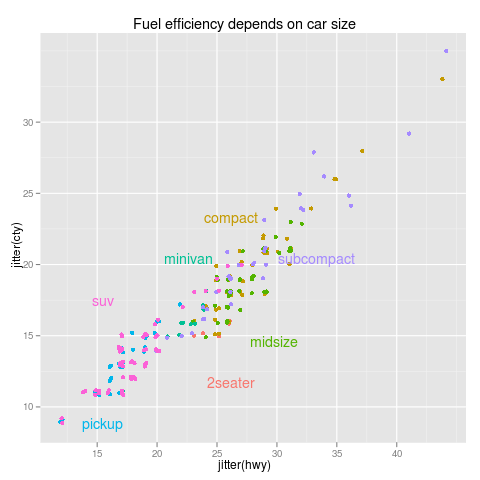 Fuel efficiency depends on car size
jitter(cty)
30
25
20
15
10
compact
minivan
subcompact
suv
midsize
2seater
pickup
15
20
25
30
35
40
jitter(hwy)